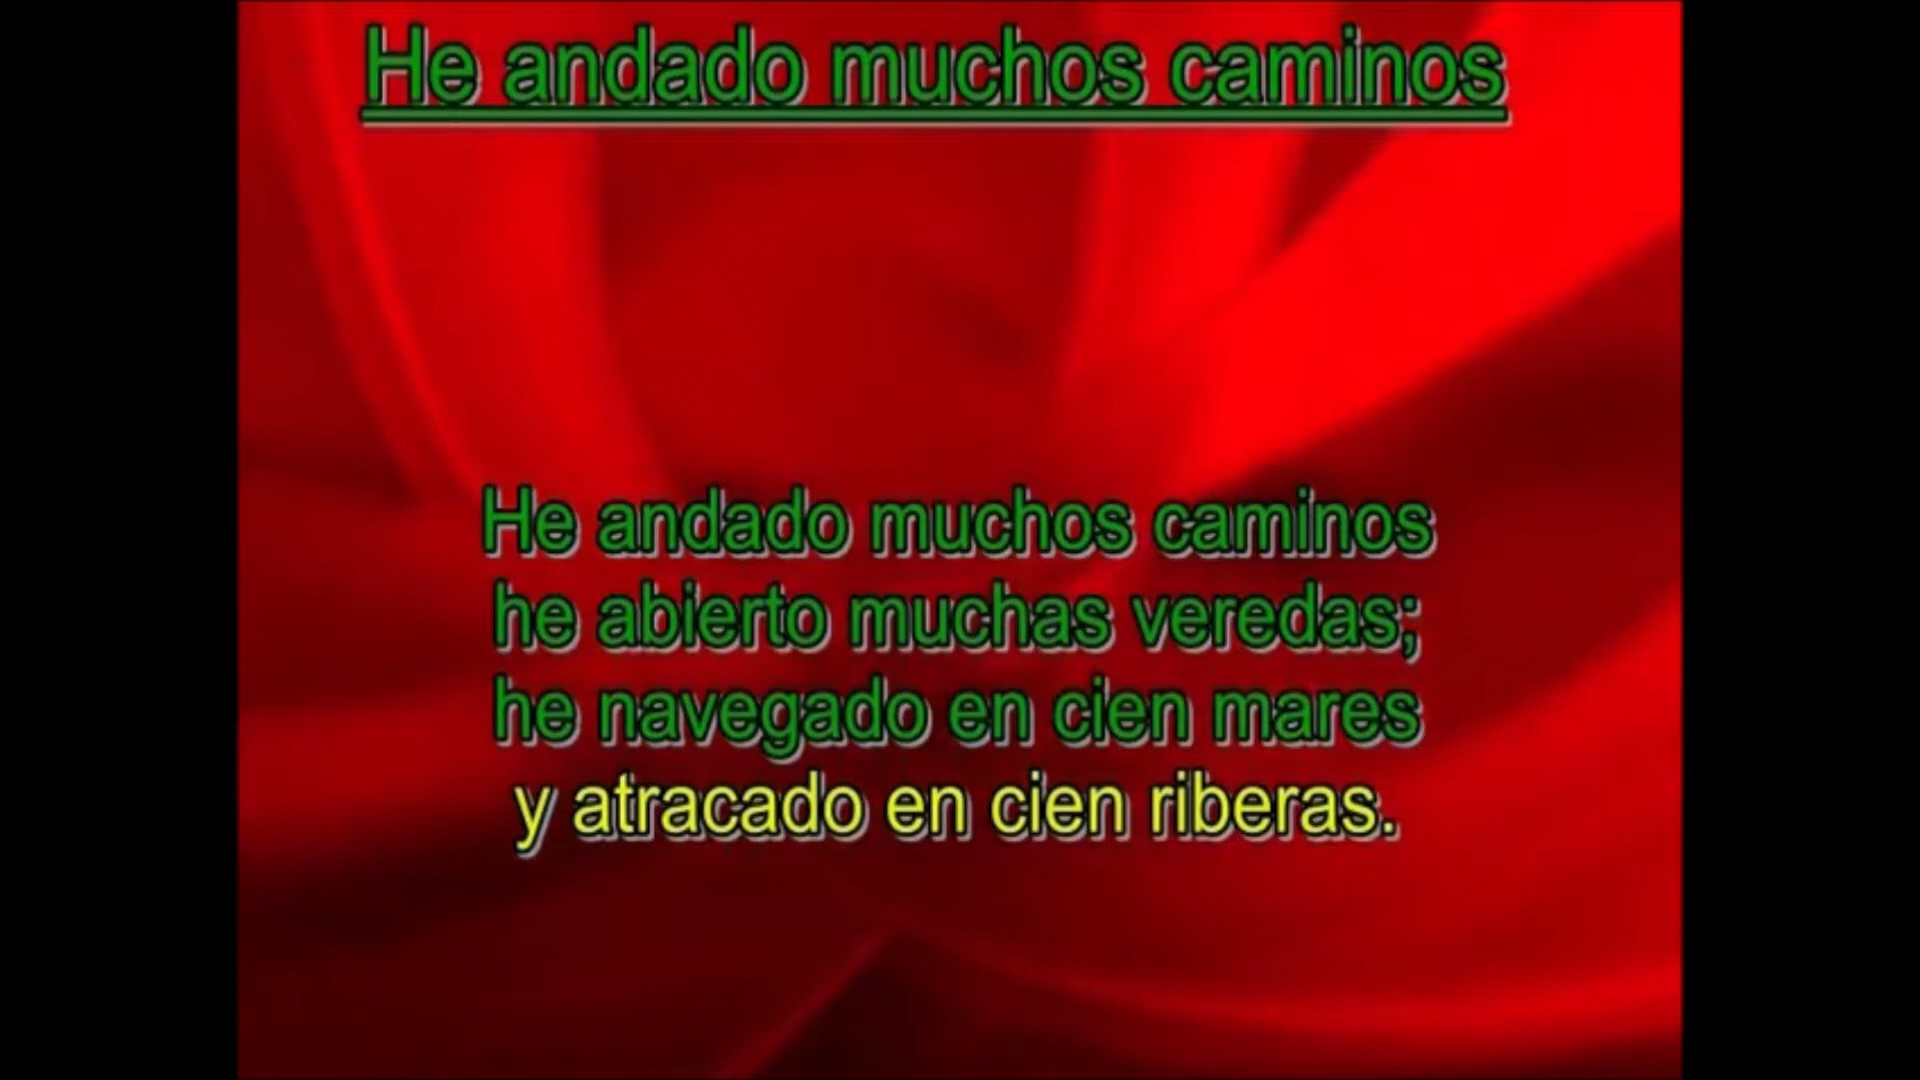 He andado muchos caminos
He andado muchos caminos
he abierto muchas veredas;
he navegado en cien mares
y atracado en cien riberas.